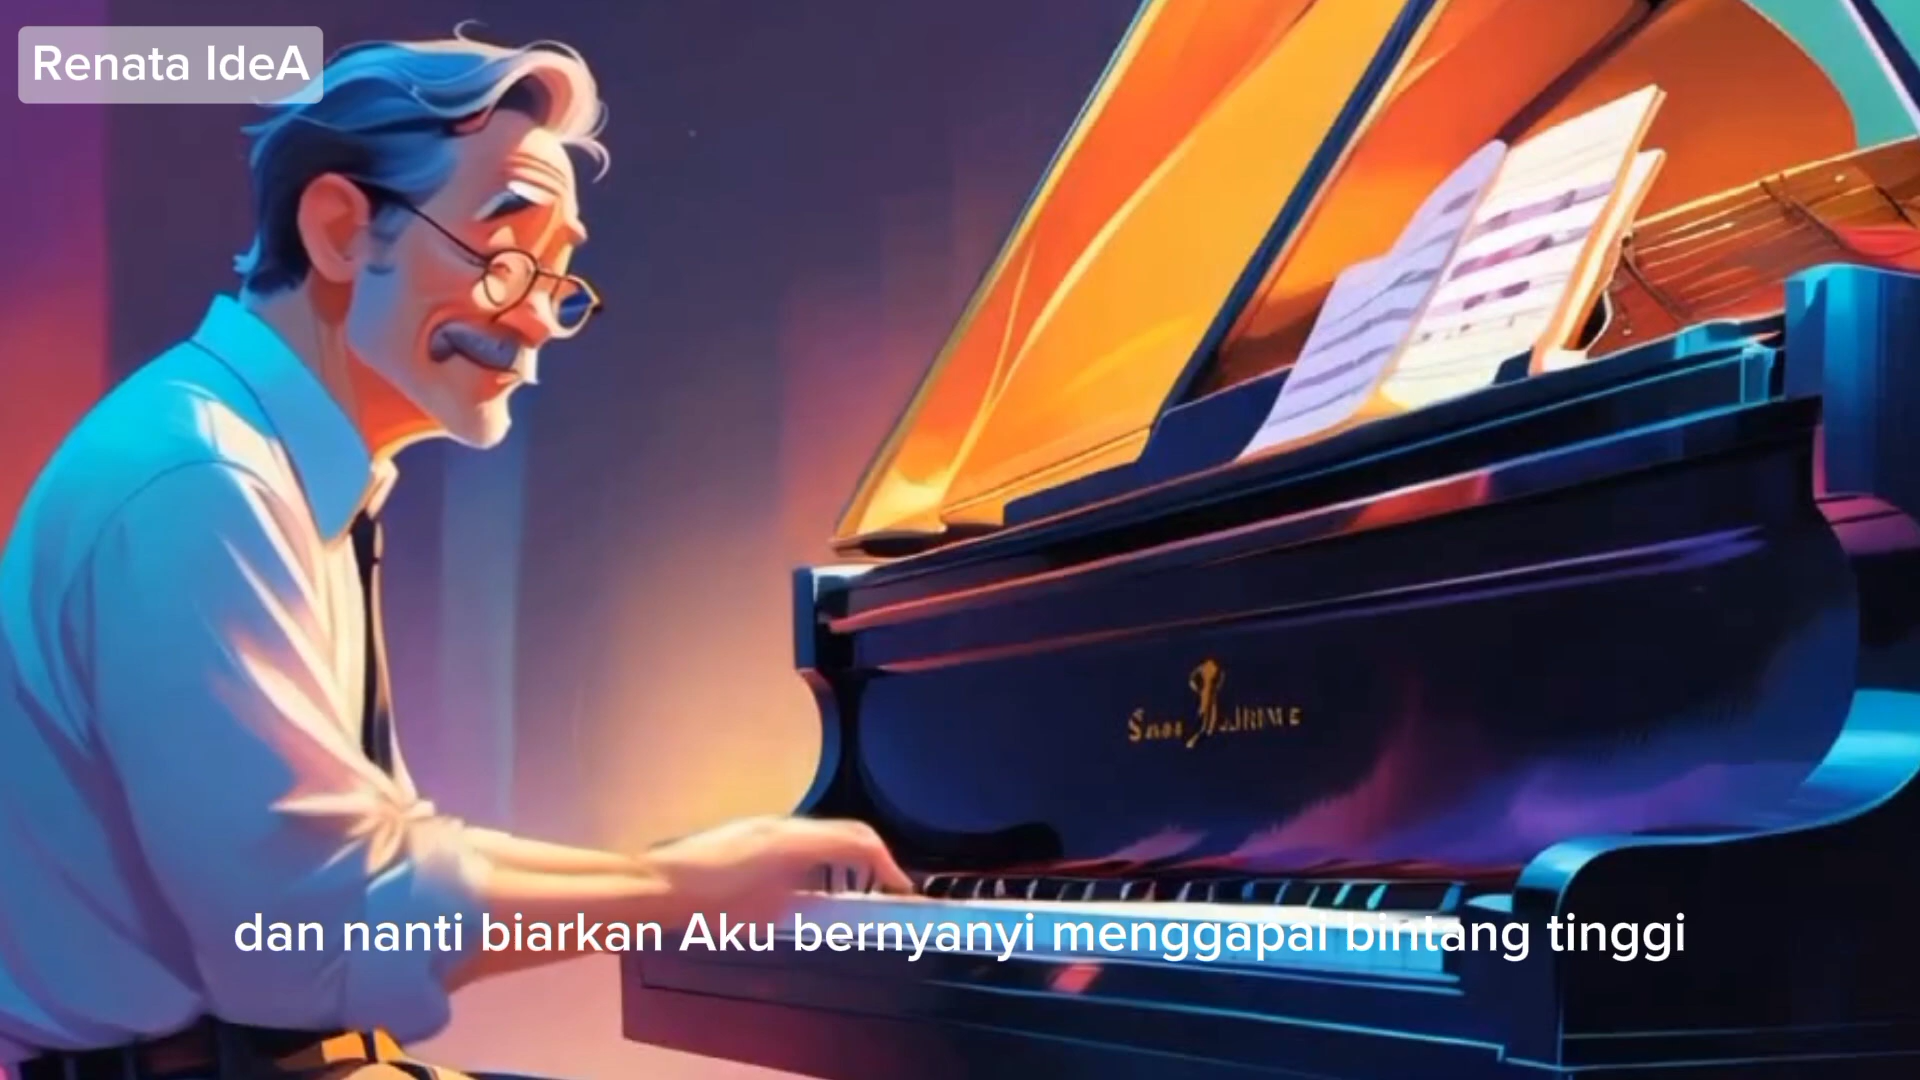 Renata IdeA
dan nanti biarkan Aku bernyanyi menggapai bintang tinggi